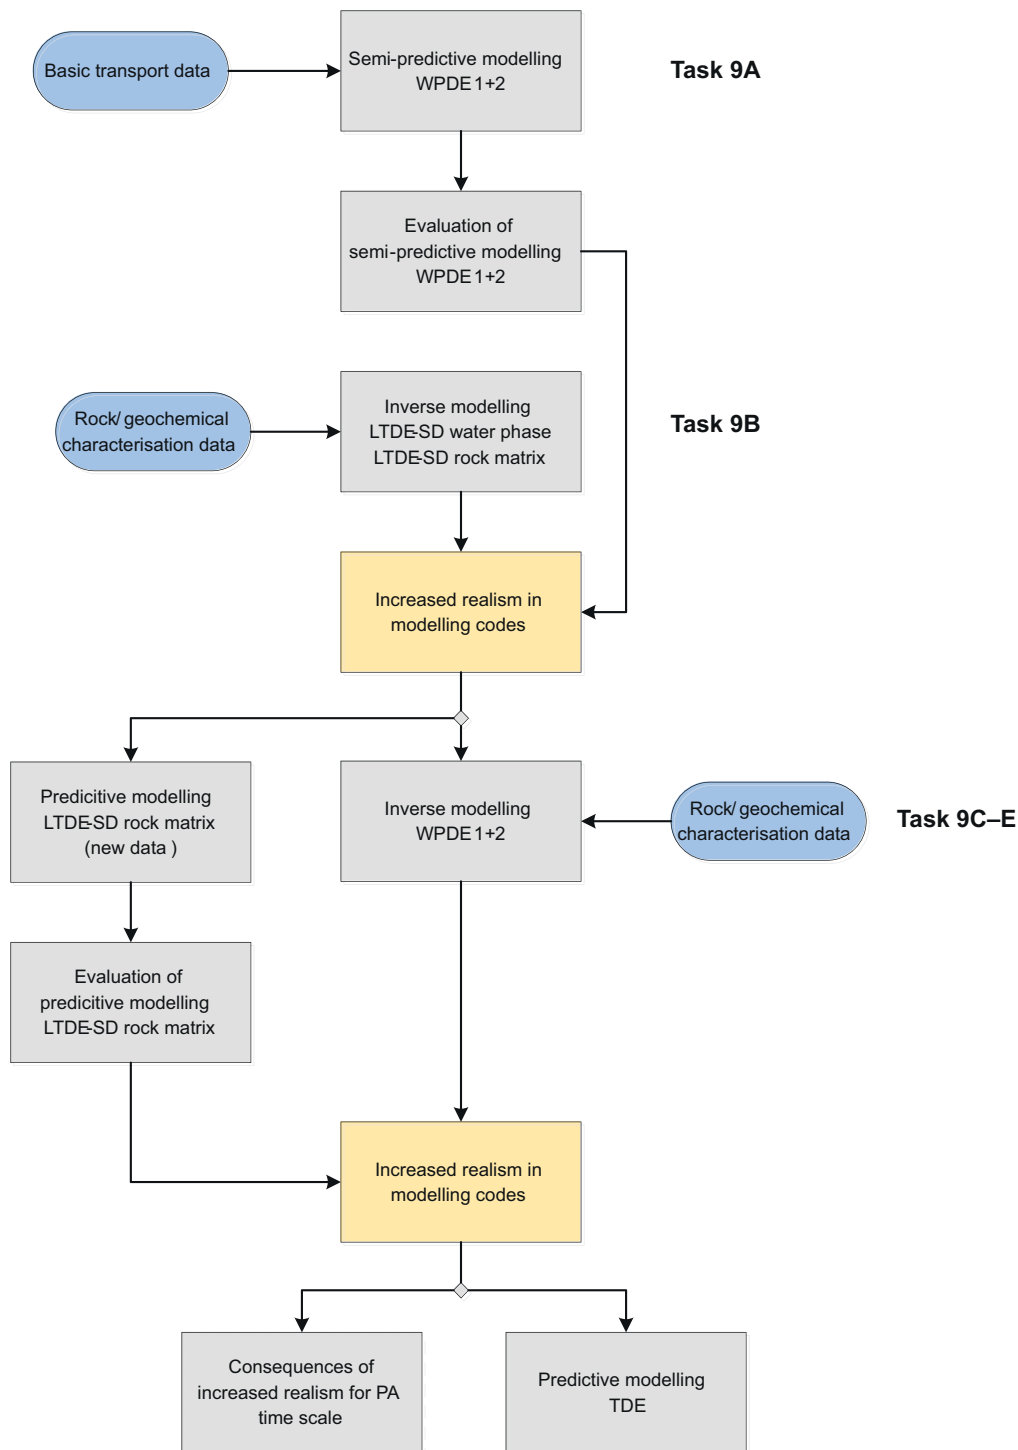 Basic transport data
Semi-predictive modelling
WPDE 1+2
Task 9A
Evaluation of
semi-predictive modelling
WPDE 1+2
Rock/ geochemical
characterisation data
Inverse modelling
LTDE-SD water phase
LTDE-SD rock matrix
Task 9B
Increased realism in
modelling codes
Predicitive modelling
LTDE-SD rock matrix
(new data )
Inverse modelling
WPDE 1+2
Rock/ geochemical
characterisation data
Task 9C–E
Evaluation of
predicitive modelling
LTDE-SD rock matrix
Increased realism in
modelling codes
Consequences of
increased realism for PA
time scale
Predictive modelling
TDE